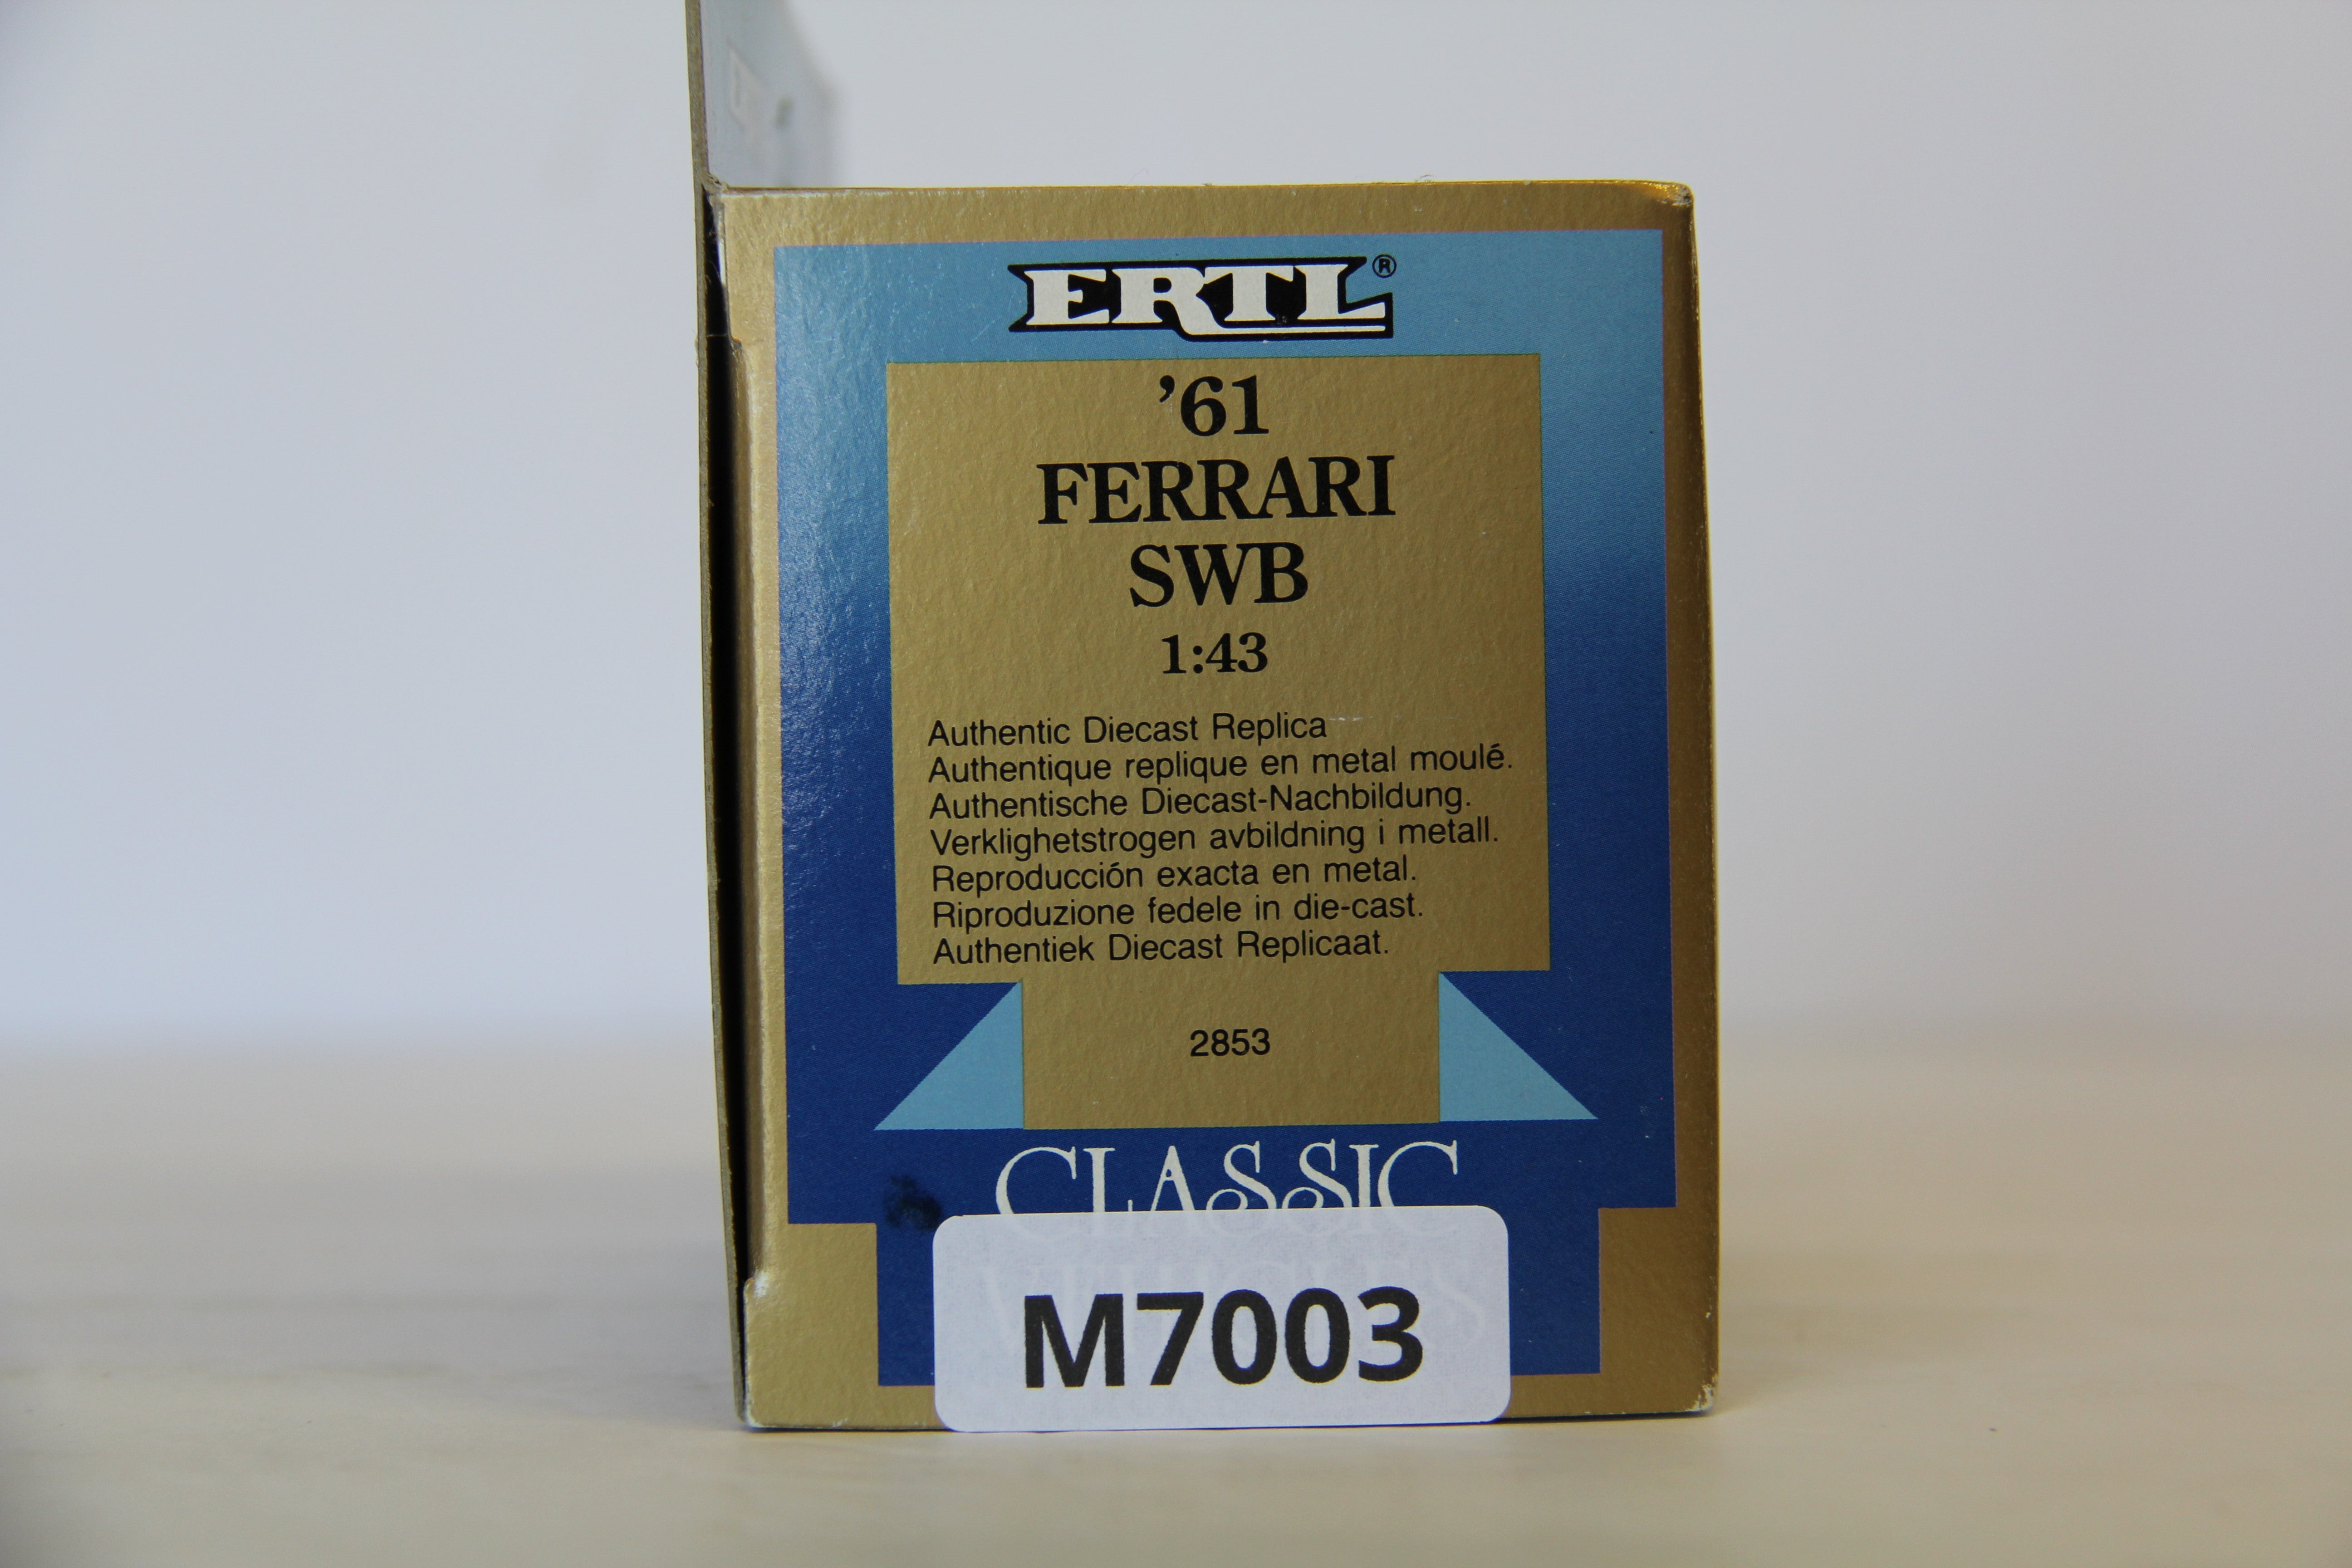 ERTL®
’61
FERRARI
SWB
1:43
Authentic Diecast Replica
Authentique replique en metal moulé.
Authentische Diecast-Nachbildung.
Verklighetstrogen avbildning i metall.
Reproducción exacta en metal.
Riproduzione fedele in die-cast.
Authentiek Diecast Replicaat.
2853
CLASSIC
VEHICLES
M7003